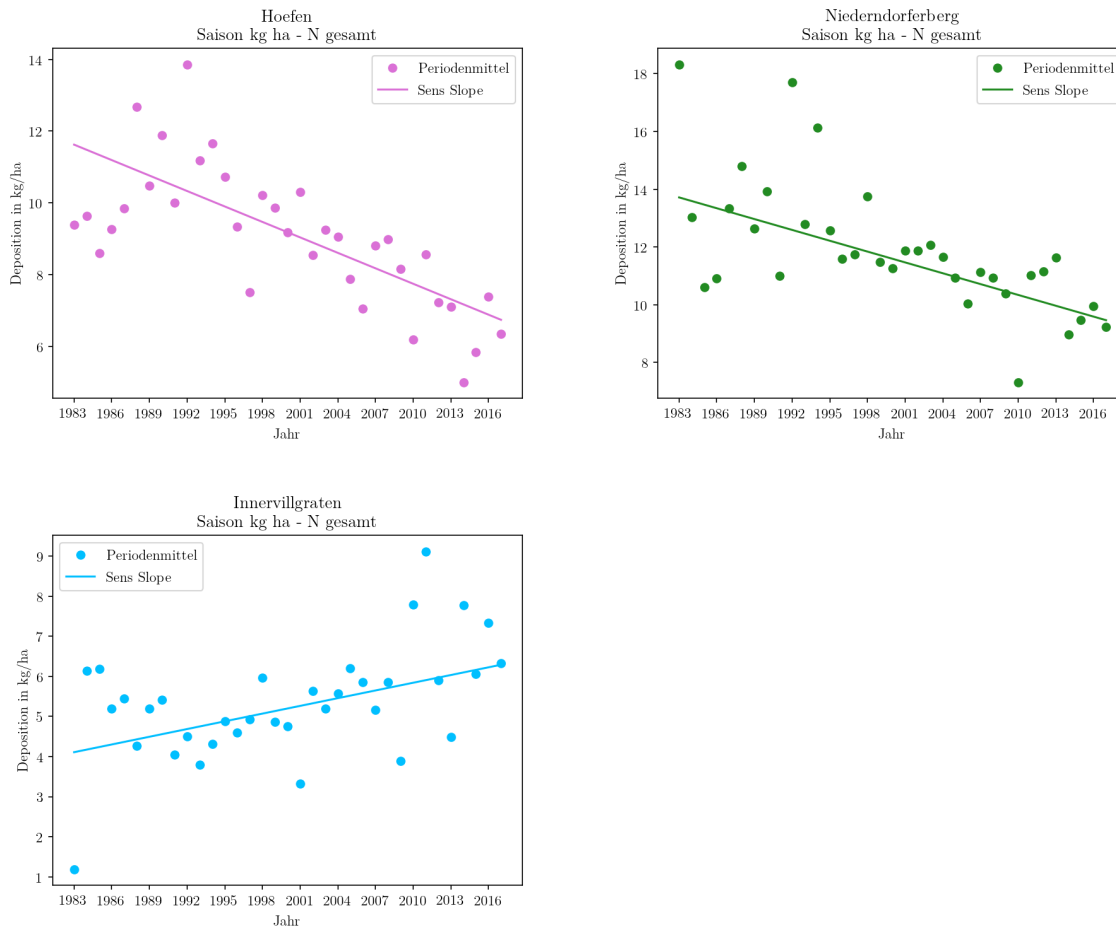 Hoefen
Saison kg ha - N gesamt
Periodenmittel
Sens Slope
Deposition in kg/ha
14
12
10
8
6
1983 1986 1989 1992 1995 1998 2001 2004 2007 2010 2013 2016
Jahr
Niederndorferberg
Saison kg ha - N gesamt
Periodenmittel
Sens Slope
Deposition in kg/ha
18
16
14
12
10
8
1983 1986 1989 1992 1995 1998 2001 2004 2007 2010 2013 2016
Jahr
Innervillgraten
Saison kg ha - N gesamt
Periodenmittel
Sens Slope
Deposition in kg/ha
9
8
7
6
5
4
3
2
1
1983 1986 1989 1992 1995 1998 2001 2004 2007 2010 2013 2016
Jahr